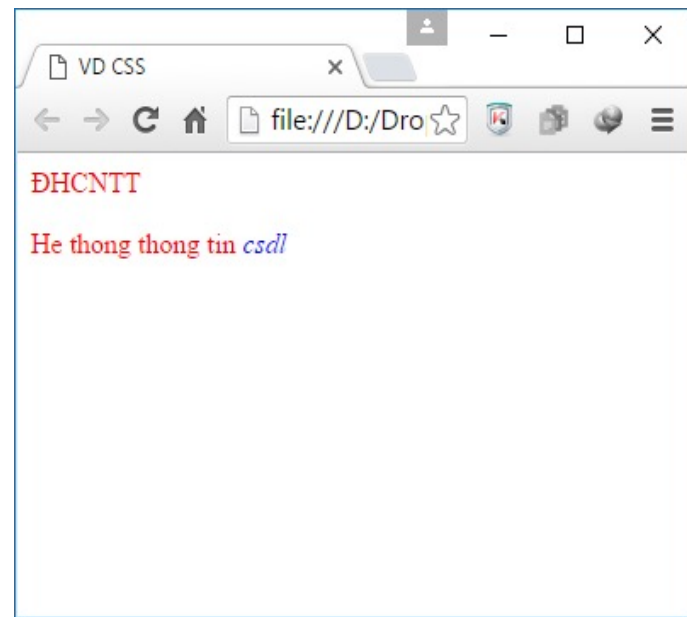 VD CSS
file:///D:/Dro
ĐHCNTT
He thong thong tin csdl